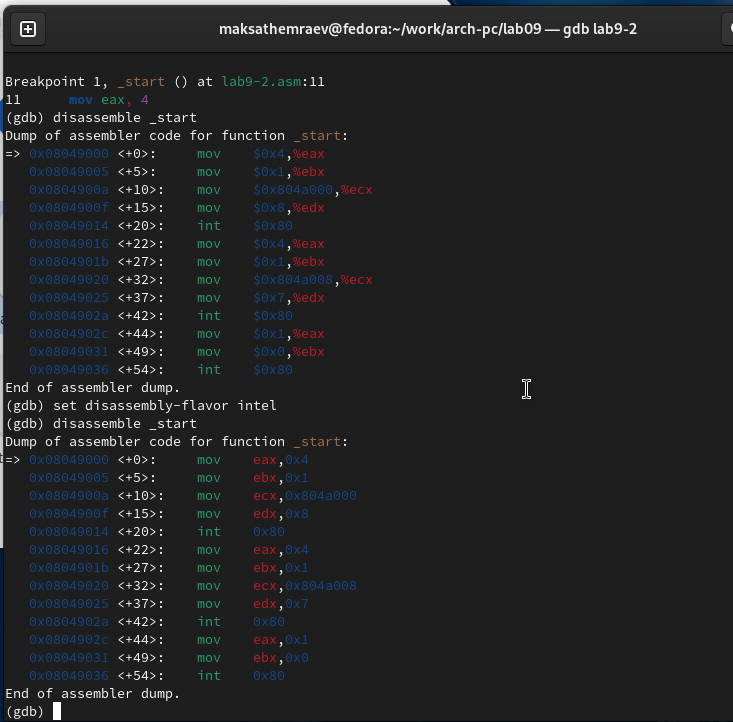 maksathemraev@fedora:~/work/arch-pc/lab09 — gdb lab9-2
Breakpoint 1, _start () at lab9-2.asm:11
11      mov eax, 4
(gdb) disassemble _start
Dump of assembler code for function _start:
=> 0x08049000 <+0>:     mov    $0x4,%eax
   0x08049005 <+5>:     mov    $0x1,%ebx
   0x0804900a <+10>:    mov    $0x804a000,%ecx
   0x0804900f <+15>:    mov    $0x8,%edx
   0x08049014 <+20>:    int    $0x80
   0x08049016 <+22>:    mov    $0x4,%eax
   0x0804901b <+27>:    mov    $0x1,%ebx
   0x08049020 <+32>:    mov    $0x804a008,%ecx
   0x08049025 <+37>:    mov    $0x7,%edx
   0x0804902a <+42>:    int    $0x80
   0x0804902c <+44>:    mov    $0x1,%eax
   0x08049031 <+49>:    mov    $0x0,%ebx
   0x08049036 <+54>:    int    $0x80
End of assembler dump.
(gdb) set disassembly-flavor intel
(gdb) disassemble _start
Dump of assembler code for function _start:
=> 0x08049000 <+0>:     mov    eax,0x4
   0x08049005 <+5>:     mov    ebx,0x1
   0x0804900a <+10>:    mov    ecx,0x804a000
   0x0804900f <+15>:    mov    edx,0x8
   0x08049014 <+20>:    int    0x80
   0x08049016 <+22>:    mov    eax,0x4
   0x0804901b <+27>:    mov    ebx,0x1
   0x08049020 <+32>:    mov    ecx,0x804a008
   0x08049025 <+37>:    mov    edx,0x7
   0x0804902a <+42>:    int    0x80
   0x0804902c <+44>:    mov    eax,0x1
   0x08049031 <+49>:    mov    ebx,0x0
   0x08049036 <+54>:    int    0x80
End of assembler dump.
(gdb)